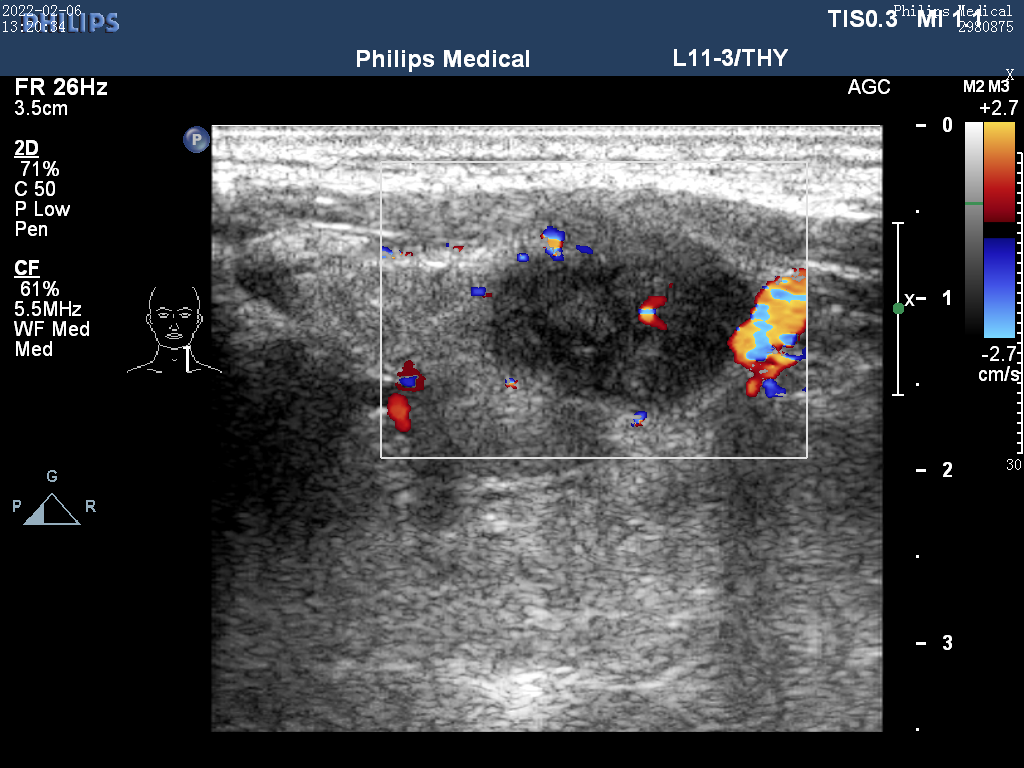 2022-02-06
13:20:34
PHILIPS
TIS0.3 MI 1.1
Philips Medical
2980875
Philips Medical
L11-3/THY
FR 26Hz
3.5cm
2D
71%
C 50
P Low
Pen
CF
61%
5.5MHz
WF Med
Med
P
AGC
X
M2 M3
+2.7
-2.7
cm/s
30
0
x
1
2
3
G
P
R